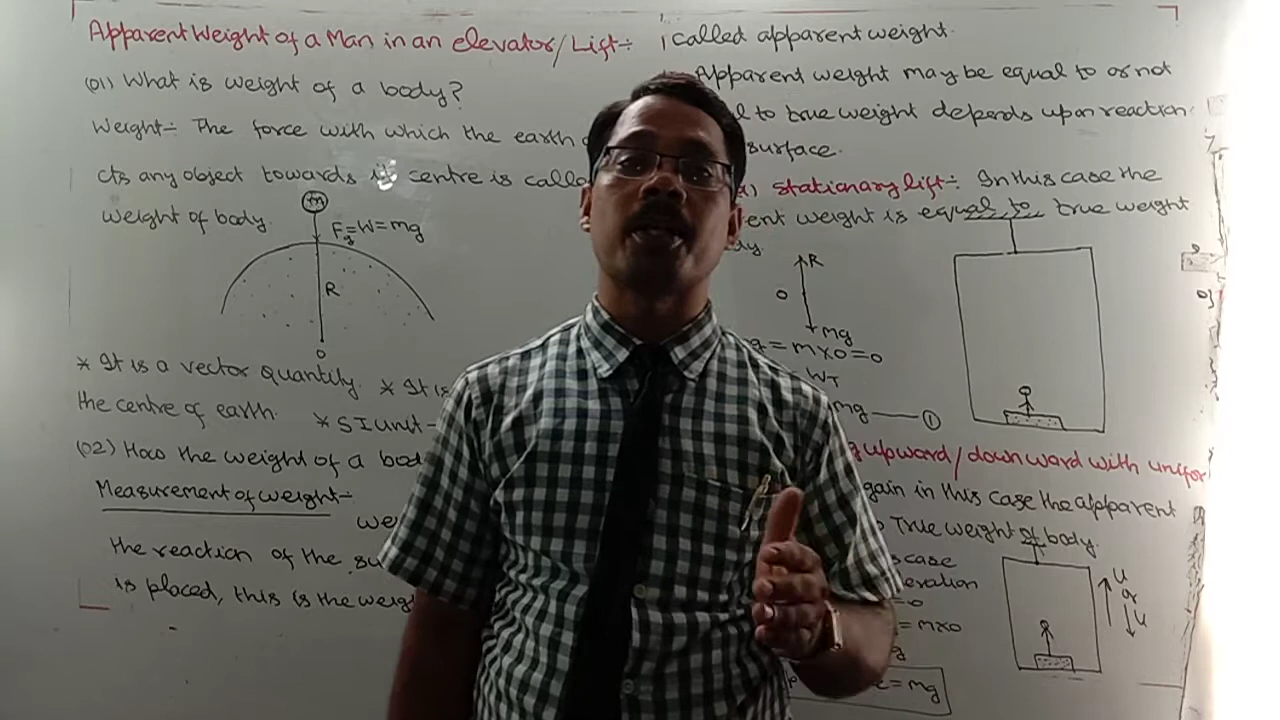 Apparent Weight of a Man in an elevator/Lift÷
(01) What is weight of a body?
Weight÷ The force with which the earth
cts any object towards it centre is calle
weight of body.
m
Fg=W=mg
R
o
* It is a vector quantity. * It is
the centre of earth. * SI unit-
(02) How the weight of a bod
Measurement of weight÷
we
the reaction of the su
is placed, this is the weig
called apparent weight.
Apparent weight may be equal to or not
l to true weight depends upon reaction
surface.
) Stationary lift÷ In this case the
ent weight is equal to true weight
dy.
R
o
mg
a = m×0 = 0
WT
mg ① 
g upward/downward with unifor
gain in this case the apparent
True weight of body.
s case
eration
=0
= m×0
g
= mg
u
or
u